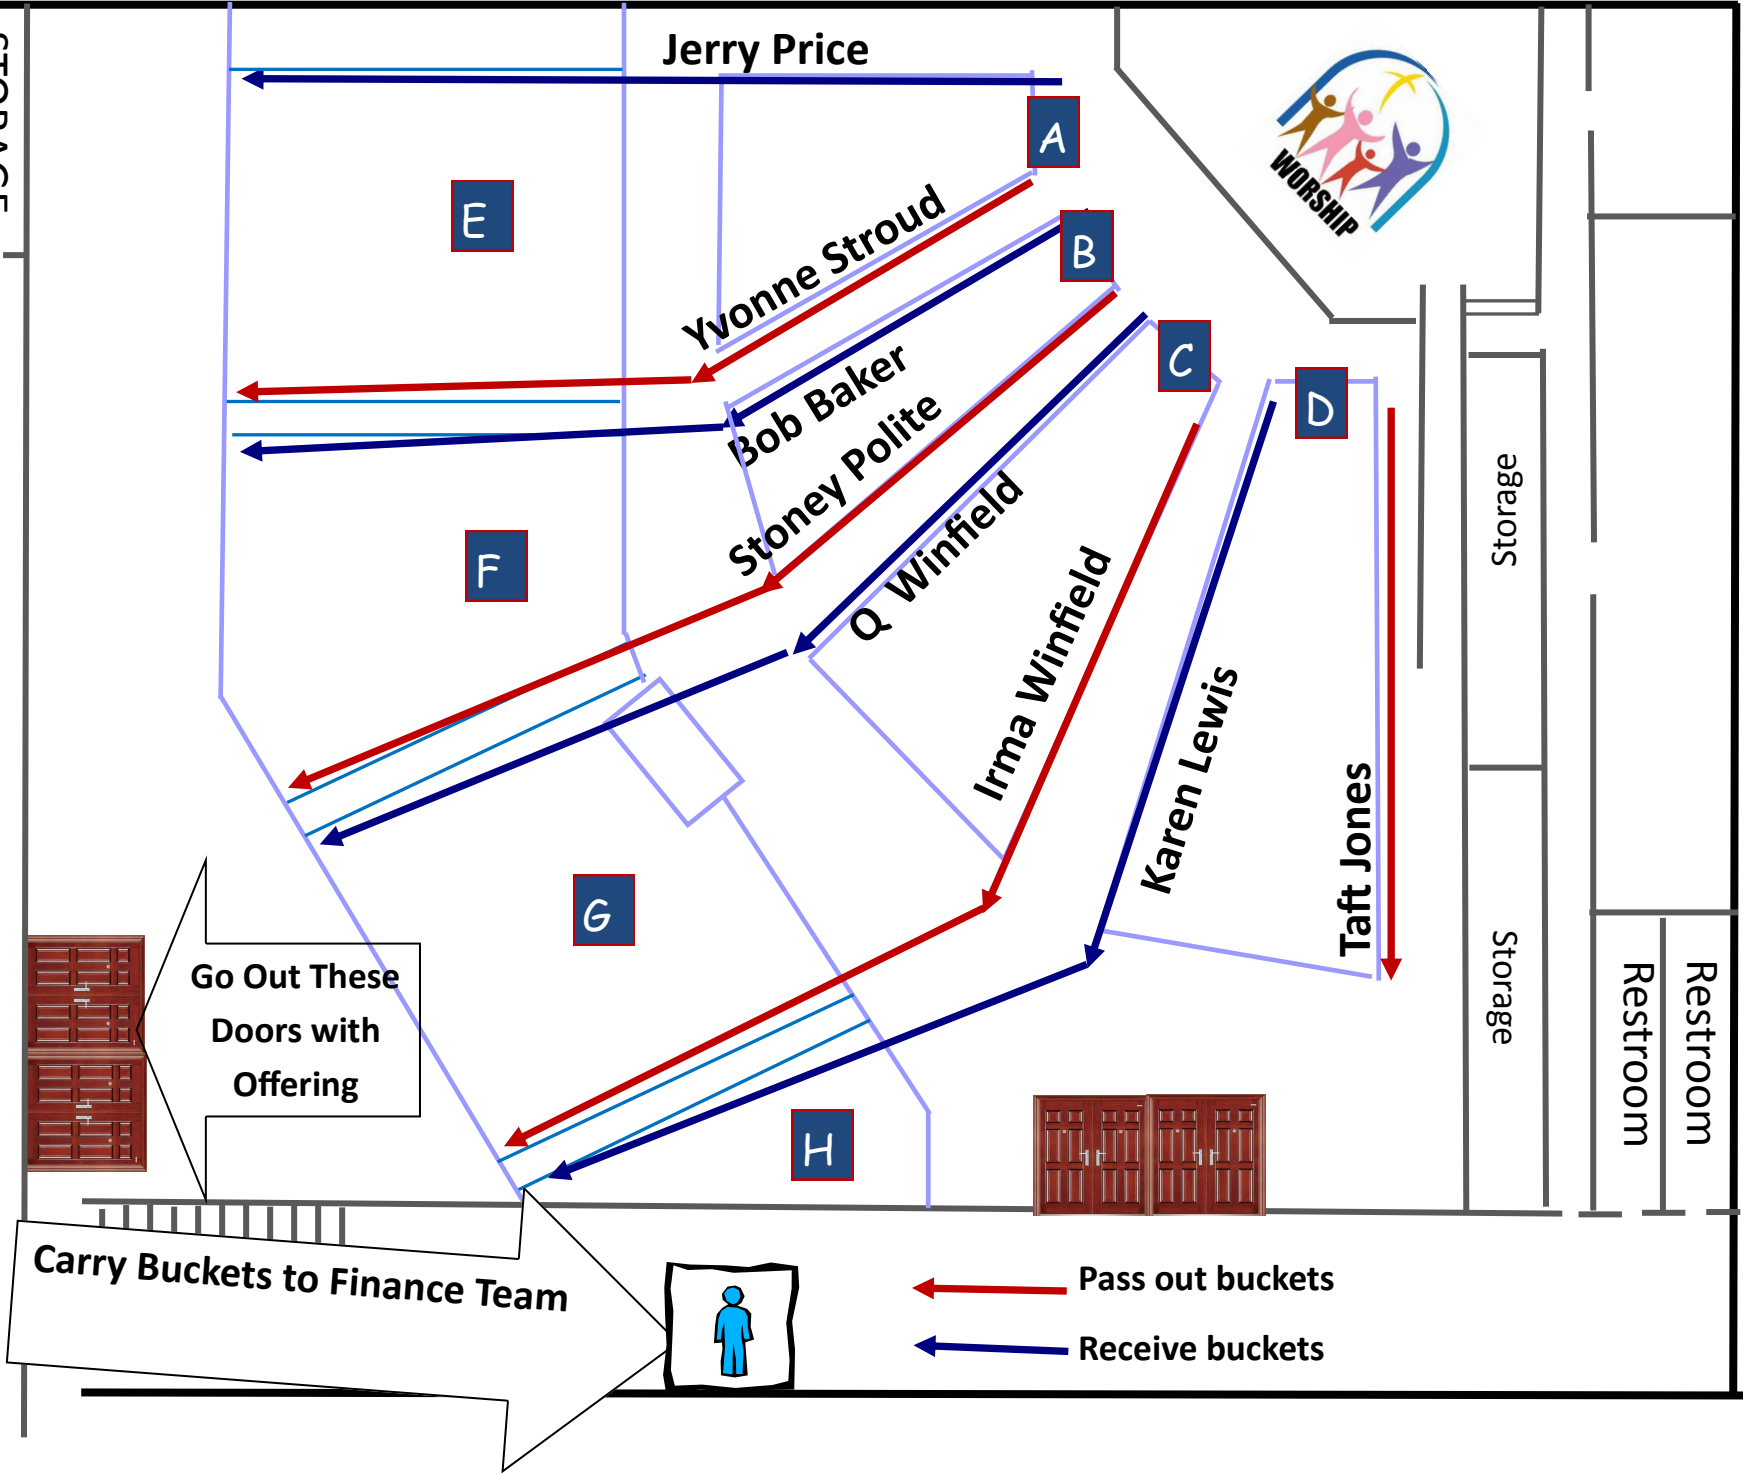 STORAGE
Jerry Price
A
WORSHIP
E
Yvonne Stroud
B
Bob Baker
C
Stoney Polite
D
Q Winfield
F
Irma Winfield
Karen Lewis
Taft Jones
Storage
Storage
G
Go Out These
Doors with
Offering
Restroom
Restroom
H
Carry Buckets to Finance Team
Pass out buckets
Receive buckets